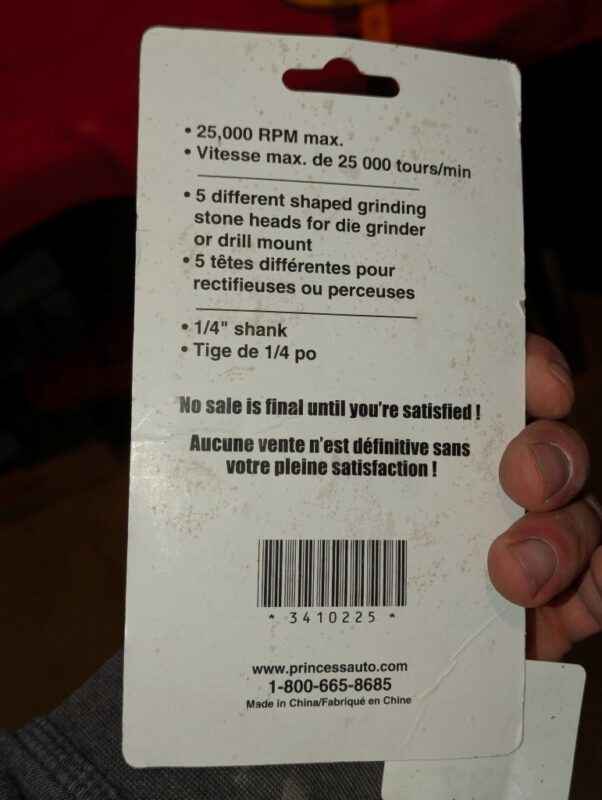 • 25,000 RPM max.
• Vitesse max. de 25 000 tours/min
• 5 different shaped grinding
stone heads for die grinder
or drill mount
• 5 têtes différentes pour
rectifieuses ou perceuses
• 1/4" shank
• Tige de 1/4 po
No sale is final until you're satisfied !
Aucune vente n'est définitive sans
votre pleine satisfaction !
* 3410225 *
www.princessauto.com
1-800-665-8685
Made in China/Fabriqué en Chine